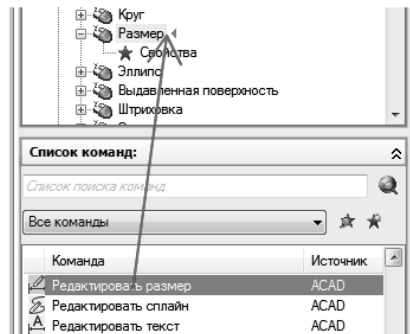 Круг
Размер
Свойства
Эллипс
Выдавленная поверхность
Штриховка
Список команд:
Список поиска команд
Все команды
Команда Источник
Редактировать размер ACAD
Редактировать сплайн ACAD
Редактировать текст ACAD